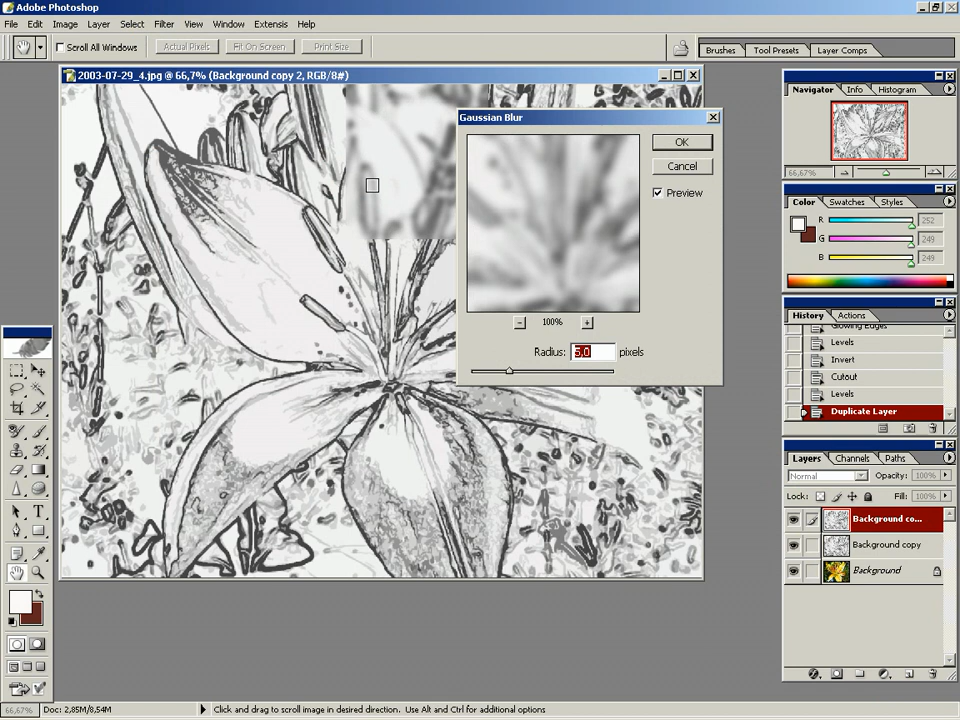 Adobe Photoshop
File Edit Image Layer Select Filter View Window Extensis Help
Scroll All Windows Actual Pixels Fit On Screen Print Size Brushes Tool Presets Layer Comps
2003-07-29_4.jpg @ 66,7% (Background copy 2, RGB/8#)
Navigator Info Histogram
66,67%
Gaussian Blur
OK
Cancel
Preview
100%
Radius: 5,0 pixels
Color Swatches Styles
R 252
G 249
B 249
History Actions
Glowing Edges
Levels
Invert
Cutout
Levels
Duplicate Layer
Layers Channels Paths
Normal Opacity: 100%
Lock: Fill: 100%
Background co...
Background copy
Background
T
66,67% Doc: 2,85M/8,54M Click and drag to scroll image in desired direction. Use Alt and Ctrl for additional options